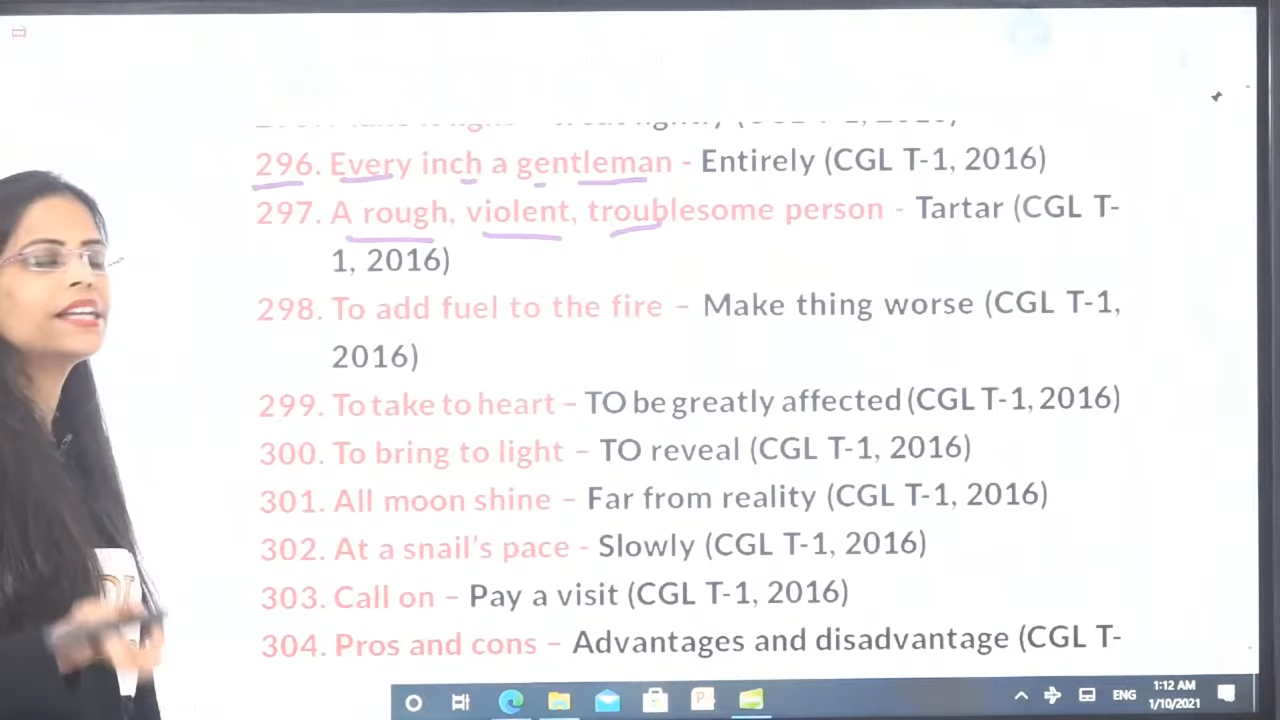 296. Every inch a gentleman - Entirely (CGL T-1, 2016)
297. A rough, violent, troublesome person - Tartar (CGL T-
1, 2016)
298. To add fuel to the fire – Make thing worse (CGL T-1,
2016)
299. To take to heart – TO be greatly affected (CGL T-1, 2016)
300. To bring to light – TO reveal (CGL T-1, 2016)
301. All moon shine – Far from reality (CGL T-1, 2016)
302. At a snail's pace - Slowly (CGL T-1, 2016)
303. Call on – Pay a visit (CGL T-1, 2016)
304. Pros and cons – Advantages and disadvantage (CGL T-
ENG
1:12 AM
1/10/2021